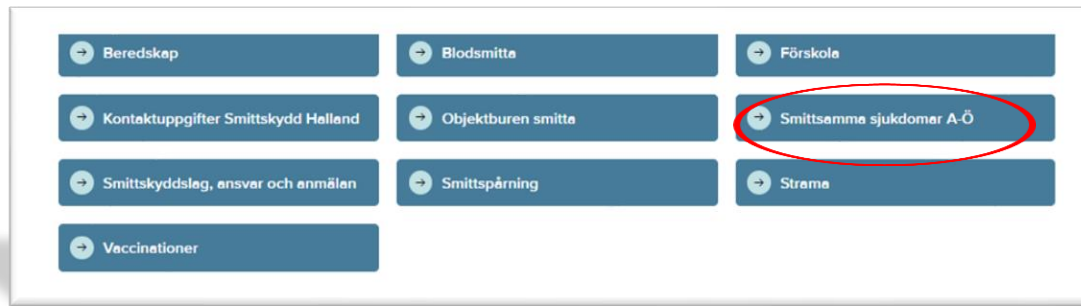 Beredskap
Blodsmitta
Förskola
Kontaktuppgifter Smittskydd Halland
Objektburen smitta
Smittsamma sjukdomar A-Ö
Smittskyddslag, ansvar och anmälan
Smittspårning
Strama
Vaccinationer